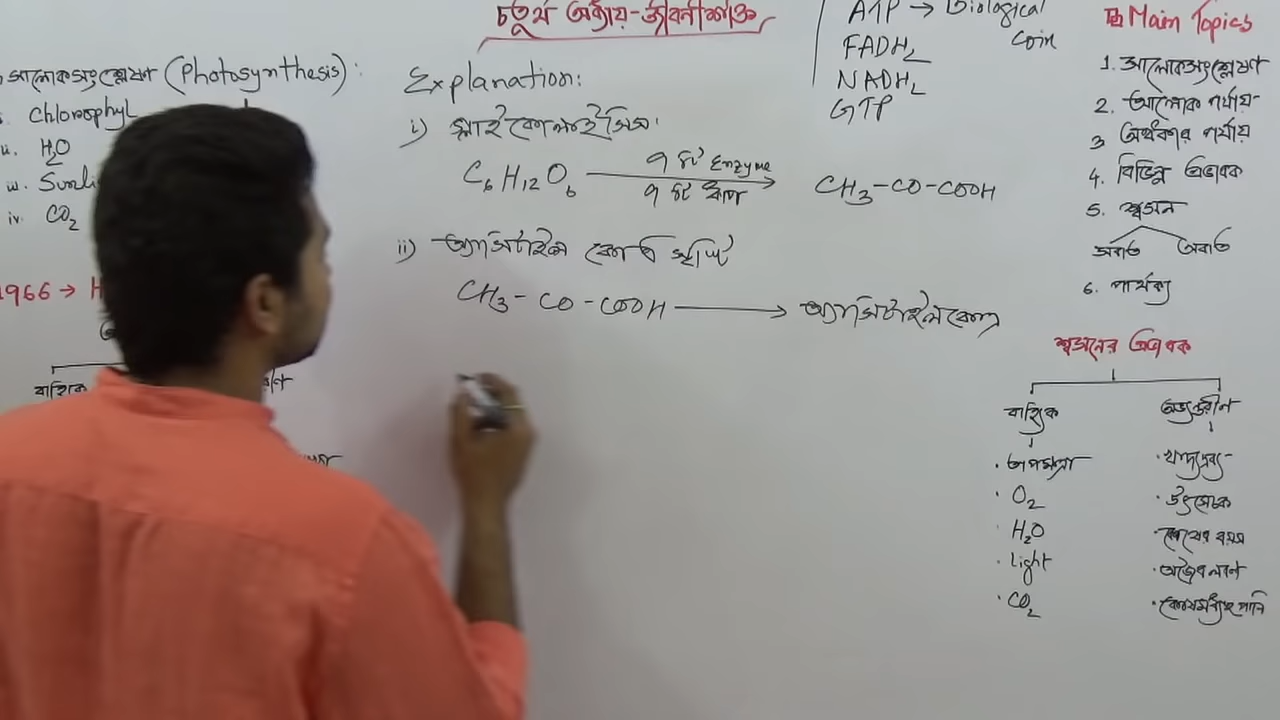 চতুর্থ অধ্যায়-জীবনীশক্তি
আলোকসংশ্লেষণ (Photosynthesis):
Chlorophyl
ii. H2O
iii. Sunli
iv. CO2
1966 → H
বাহ্যিক
Explanation:
i) গ্লাইকোলাইসিস
C6H12O6 → CH3-CO-COOH
৭ টি Enzyme
৭ টি ধাপ
ii) অ্যাসিটাইল কোএ সৃষ্টি
CH3-CO-COOH → অ্যাসিটাইল কোএ
ATP → Biological
coin
FADH2
NADH2
GTP
Main Topics
1. আলোকসংশ্লেষণ
2. আলোক পর্যায়
3 অন্ধকার পর্যায়
4. বিভিন্ন প্রভাবক
5. শ্বসন
সবাত অবাত
6. পার্থক্য
শ্বসনের প্রভাবক
বাহ্যিক
· তাপমাত্রা
· O2
· H2O
· Light
· CO2
অভ্যন্তরীণ
· খাদ্যদ্রব্য
· উৎসেচক
· কোষের বয়স
· অজৈব লবণ
· কোষমধ্যস্থ পানি